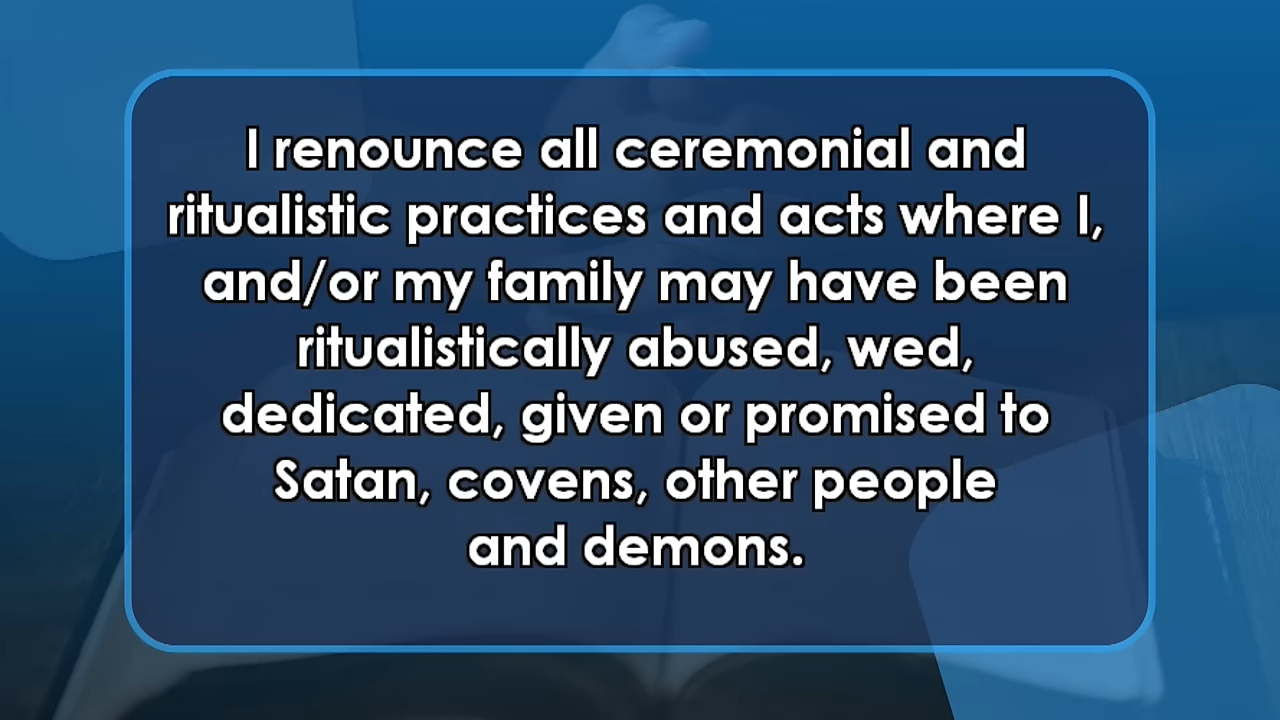 I renounce all ceremonial and
ritualistic practices and acts where I,
and/or my family may have been
ritualistically abused, wed,
dedicated, given or promised to
Satan, covens, other people
and demons.